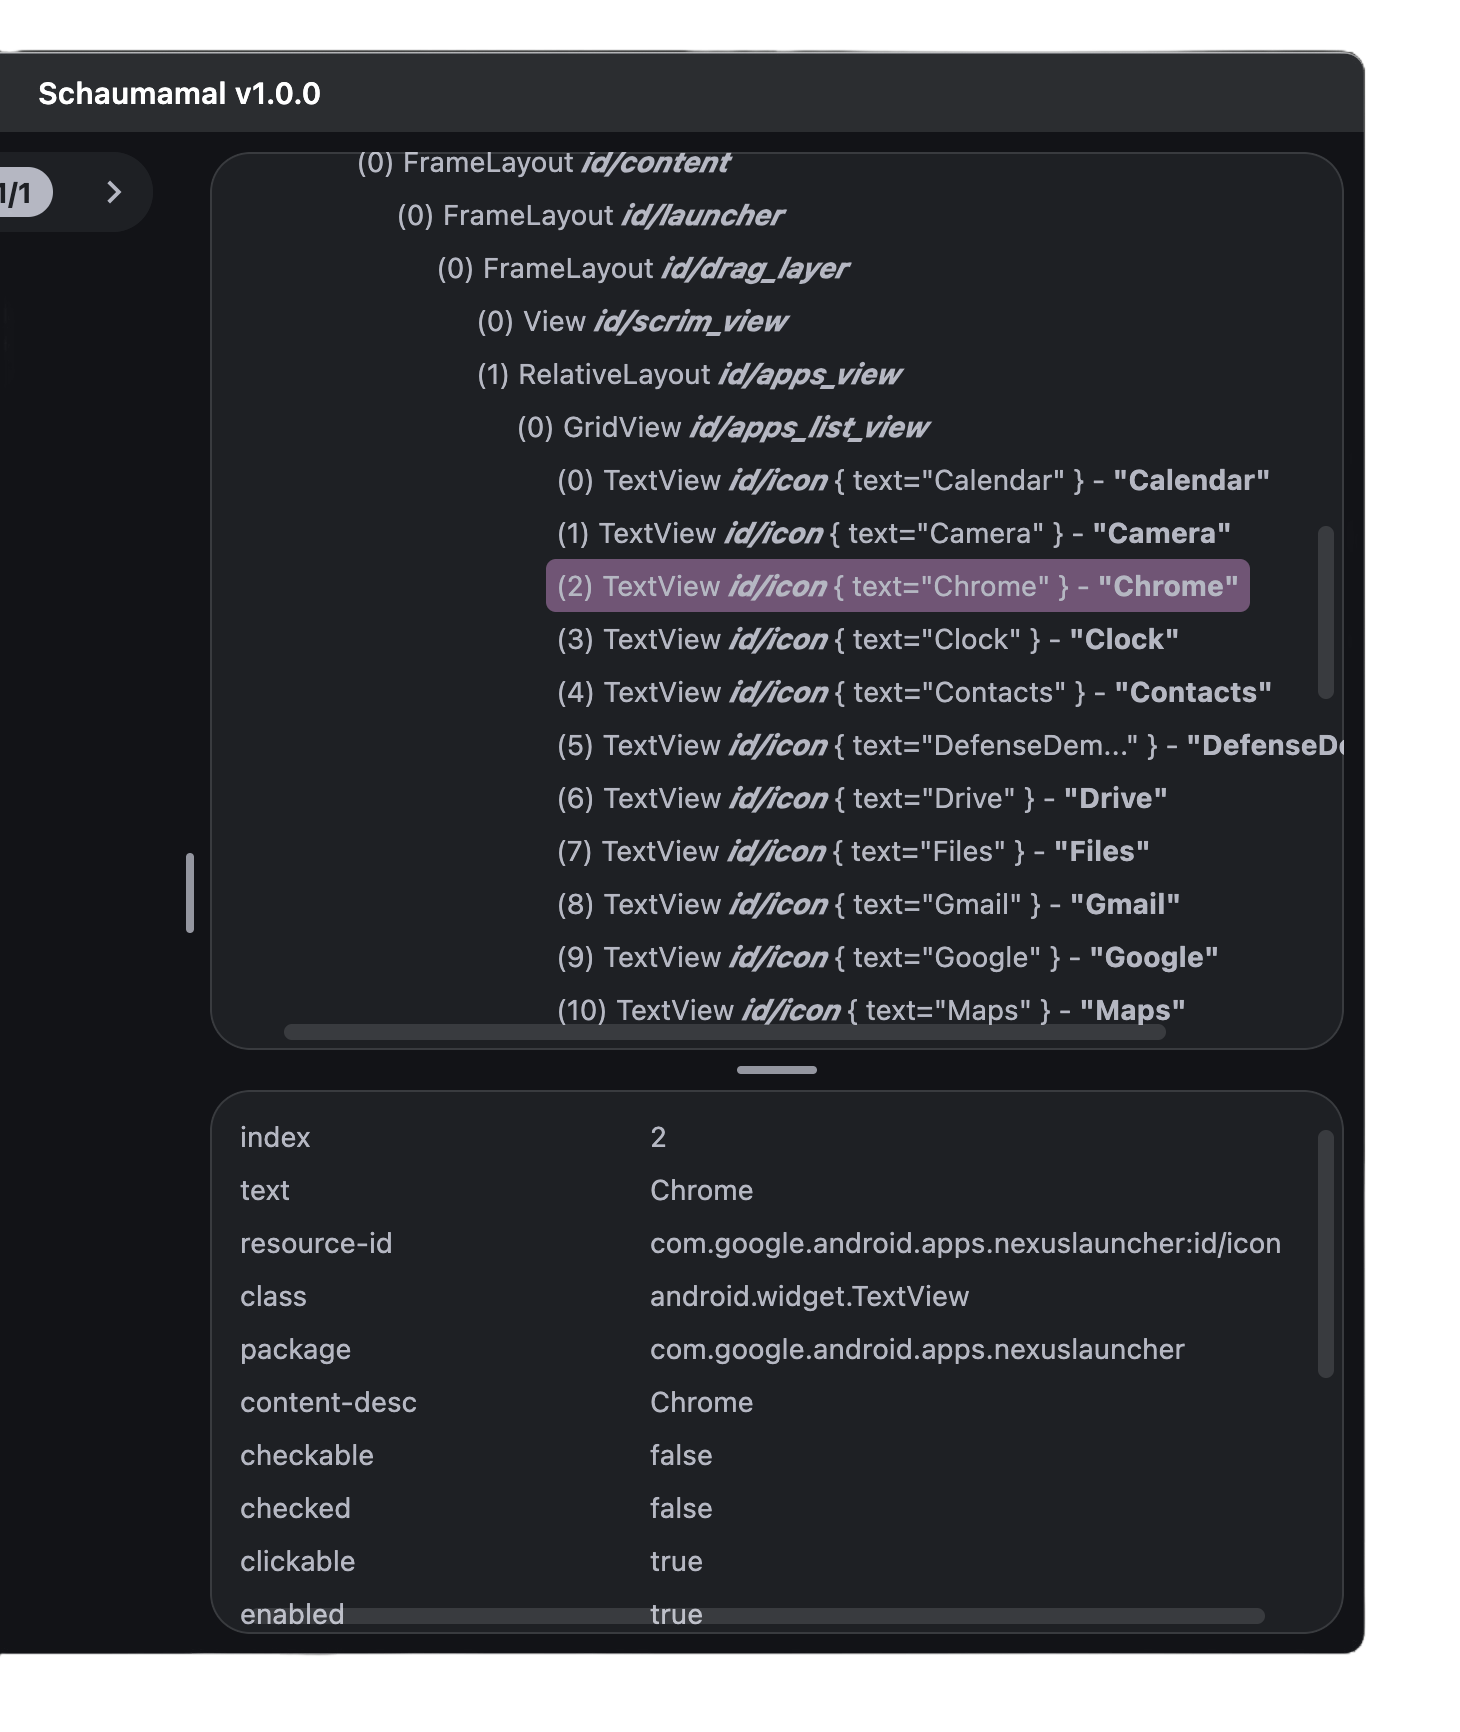 Schaumamal v1.0.0
1/1
(0) FrameLayout id/content
(0) FrameLayout id/launcher
(0) FrameLayout id/drag_layer
(0) View id/scrim_view
(1) RelativeLayout id/apps_view
(0) GridView id/apps_list_view
(0) TextView id/icon { text="Calendar" } - "Calendar"
(1) TextView id/icon { text="Camera" } - "Camera"
(2) TextView id/icon { text="Chrome" } - "Chrome"
(3) TextView id/icon { text="Clock" } - "Clock"
(4) TextView id/icon { text="Contacts" } - "Contacts"
(5) TextView id/icon { text="DefenseDem..." } - "DefenseDe
(6) TextView id/icon { text="Drive" } - "Drive"
(7) TextView id/icon { text="Files" } - "Files"
(8) TextView id/icon { text="Gmail" } - "Gmail"
(9) TextView id/icon { text="Google" } - "Google"
(10) TextView id/icon { text="Maps" } - "Maps"
index 2
text Chrome
resource-id com.google.android.apps.nexuslauncher:id/icon
class android.widget.TextView
package com.google.android.apps.nexuslauncher
content-desc Chrome
checkable false
checked false
clickable true
enabled true